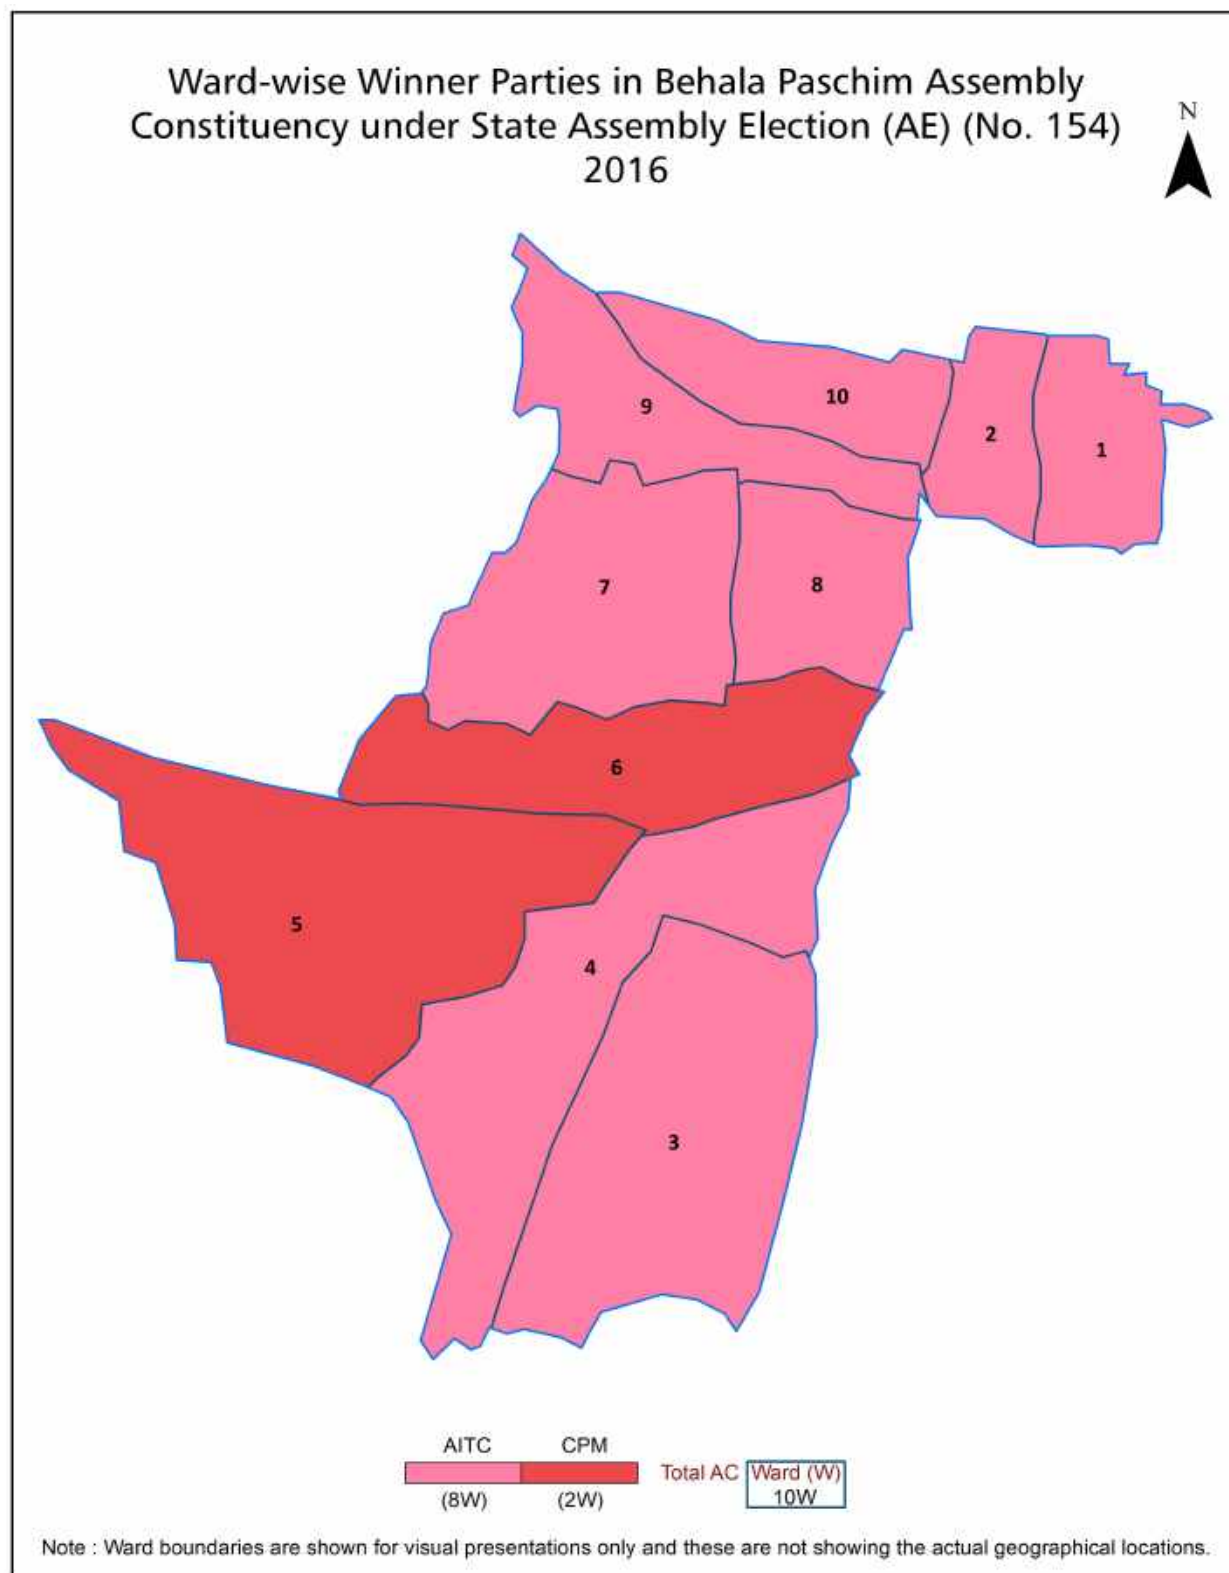 Ward-wise Winner Parties in Behala Paschim Assembly
Constituency under State Assembly Election (AE) (No. 154)
2016
N
10
9
2
1
7
8
6
5
4
3
AITC CPM
Total AC Ward (W)
(8W) (2W) 10W
Note : Ward boundaries are shown for visual presentations only and these are not showing the actual geographical locations.